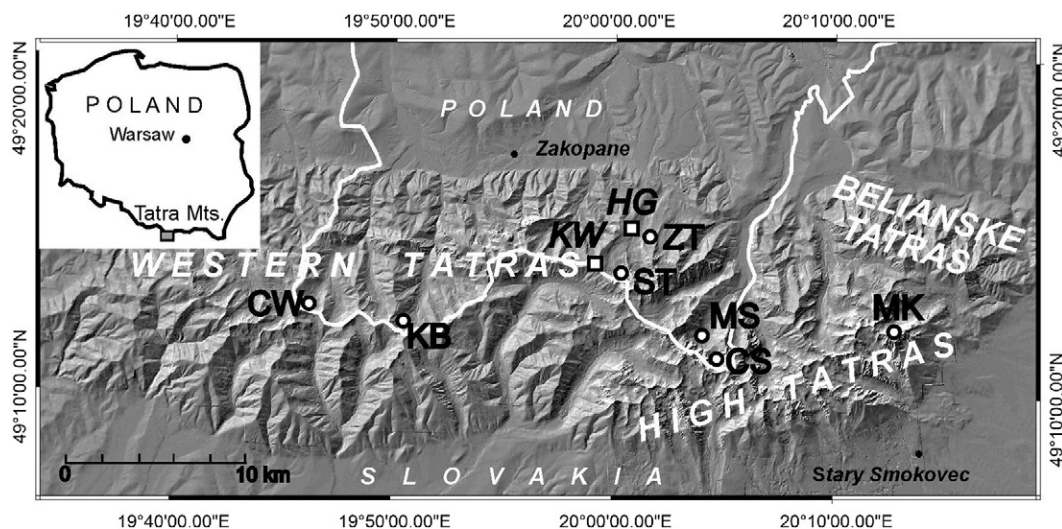 19°40'00.00"E 19°50'00.00"E 20°00'00.00"E 20°10'00.00"E
49°20'00.00"N
49°20'00.00"N
POLAND
Warsaw
Tatra Mts.
POLAND
Zakopane
HG
KW
ZT
ST
BELIANSKE
TATRAS
WESTERN TATRAS
CW
KB
MS
GS
MK
HIGH TATRAS
49°10'00.00"N
49°10'00.00"N
0 10 km
SLOVAKIA
Stary Smokovec
19°40'00.00"E 19°50'00.00"E 20°00'00.00"E 20°10'00.00"E